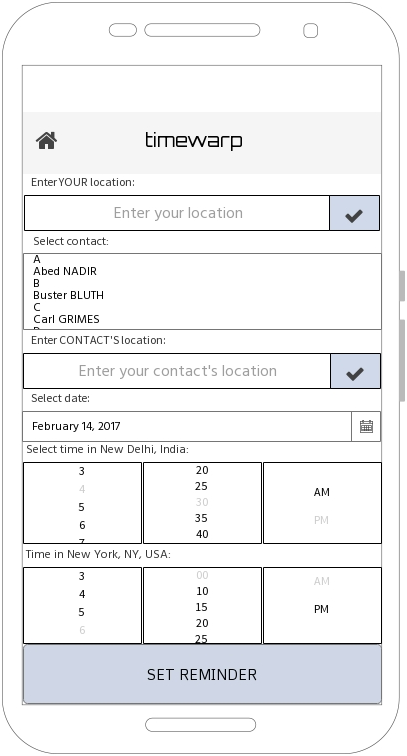 timewarp
Enter YOUR location:
Enter your location
Select contact:
A
Abed NADIR
B
Buster BLUTH
C
Carl GRIMES
Enter CONTACT'S location:
Enter your contact's location
Select date:
February 14, 2017
Select time in New Delhi, India:
3 20
4 25 AM
5 30
6 35 PM
7 40
Time in New York, NY, USA:
3 00 AM
4 10
5 15 PM
6 20
25
SET REMINDER